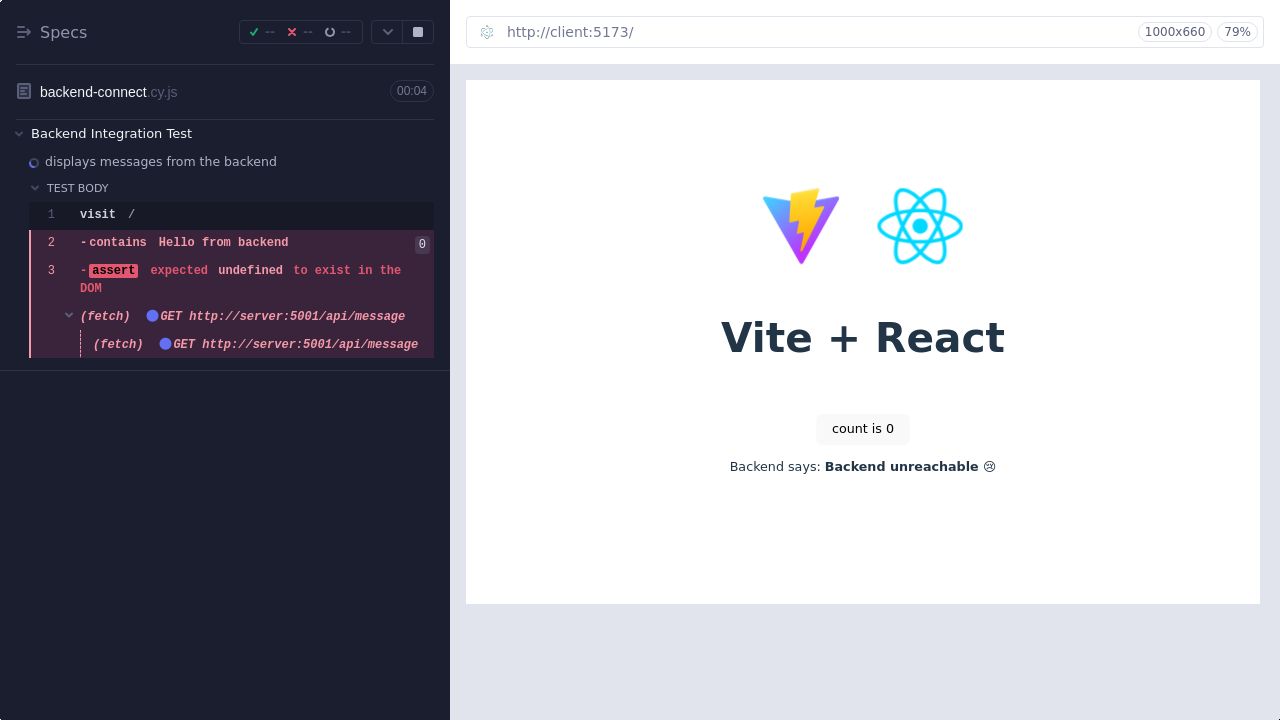 Specs
-- -- --
backend-connect.cy.js 00:04
Backend Integration Test
displays messages from the backend
TEST BODY
1 visit /
2 -contains Hello from backend 0
3 -assert expected undefined to exist in the
DOM
(fetch) GET http://server:5001/api/message
(fetch) GET http://server:5001/api/message
http://client:5173/ 1000x660 79%
Vite + React
count is 0
Backend says: Backend unreachable 😢